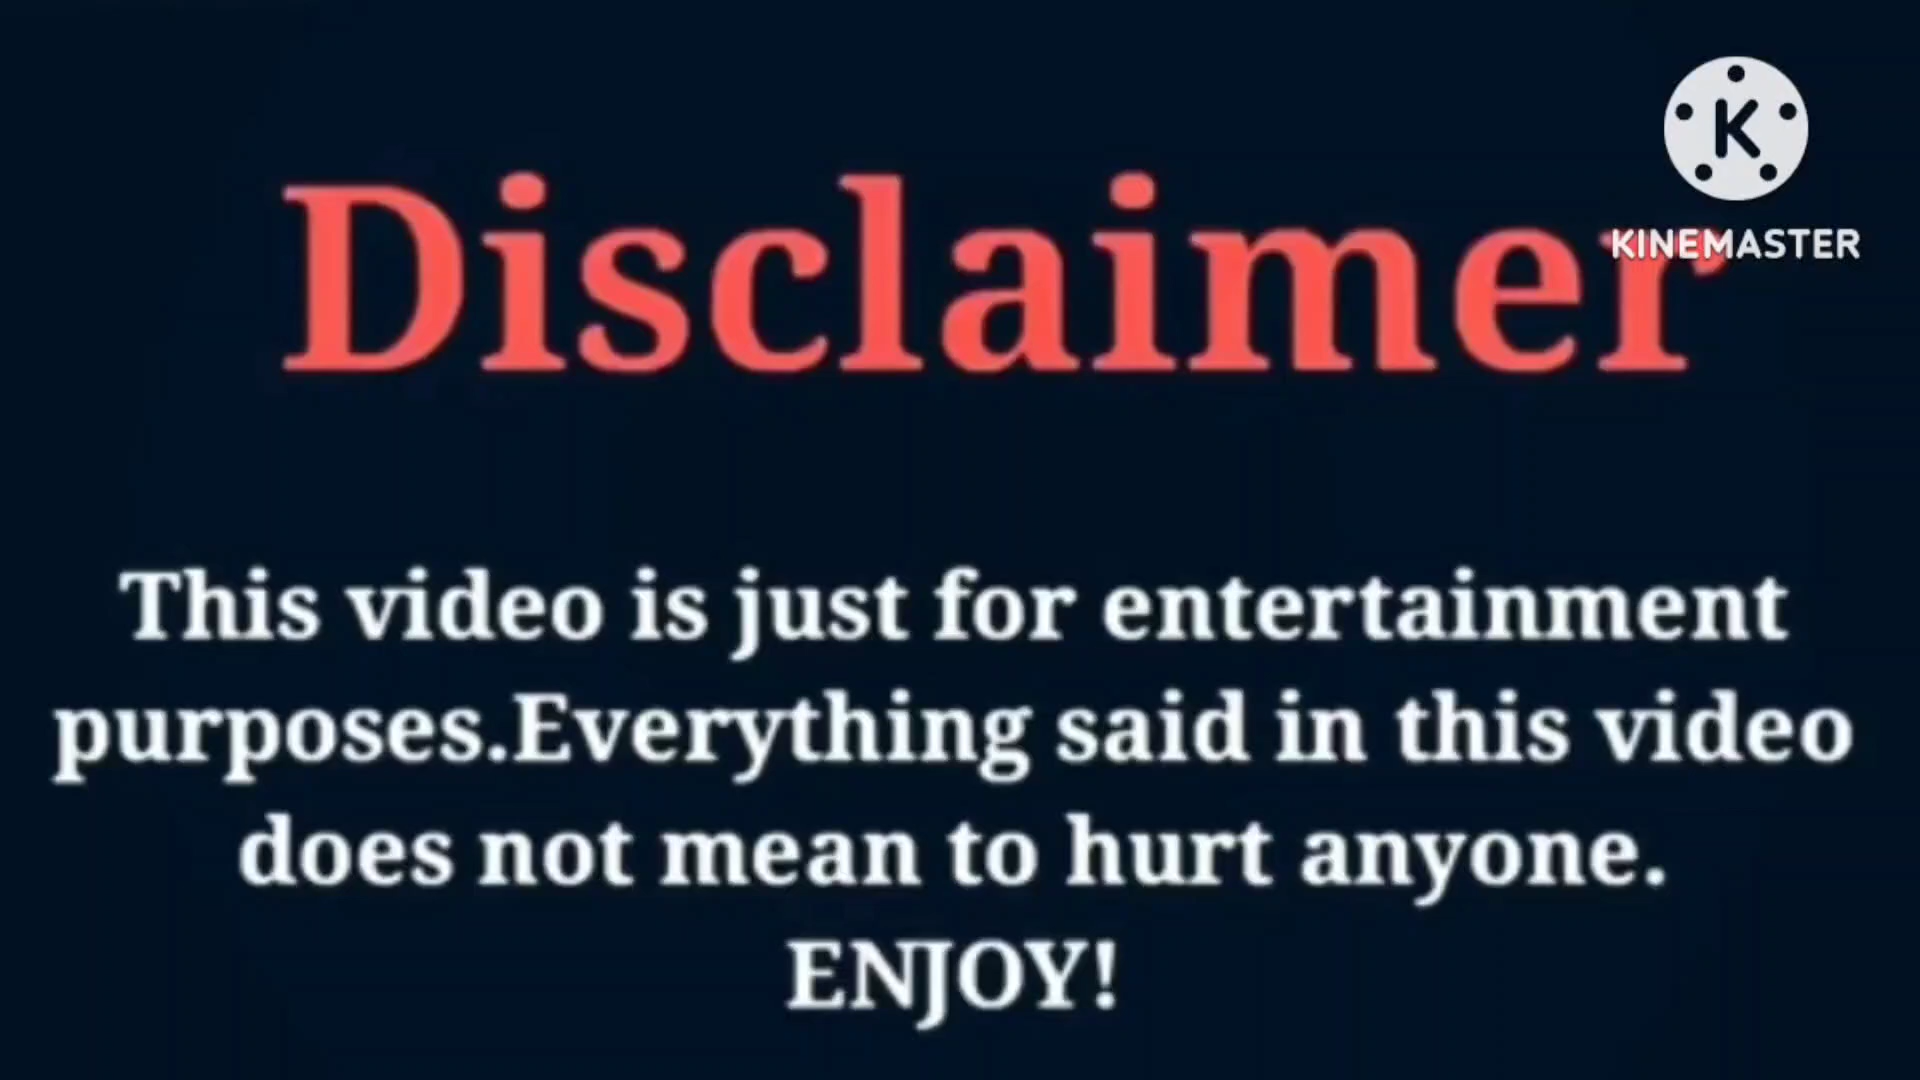 K
KINEMASTER
Disclaimer
This video is just for entertainment
purposes.Everything said in this video
does not mean to hurt anyone.
ENJOY!